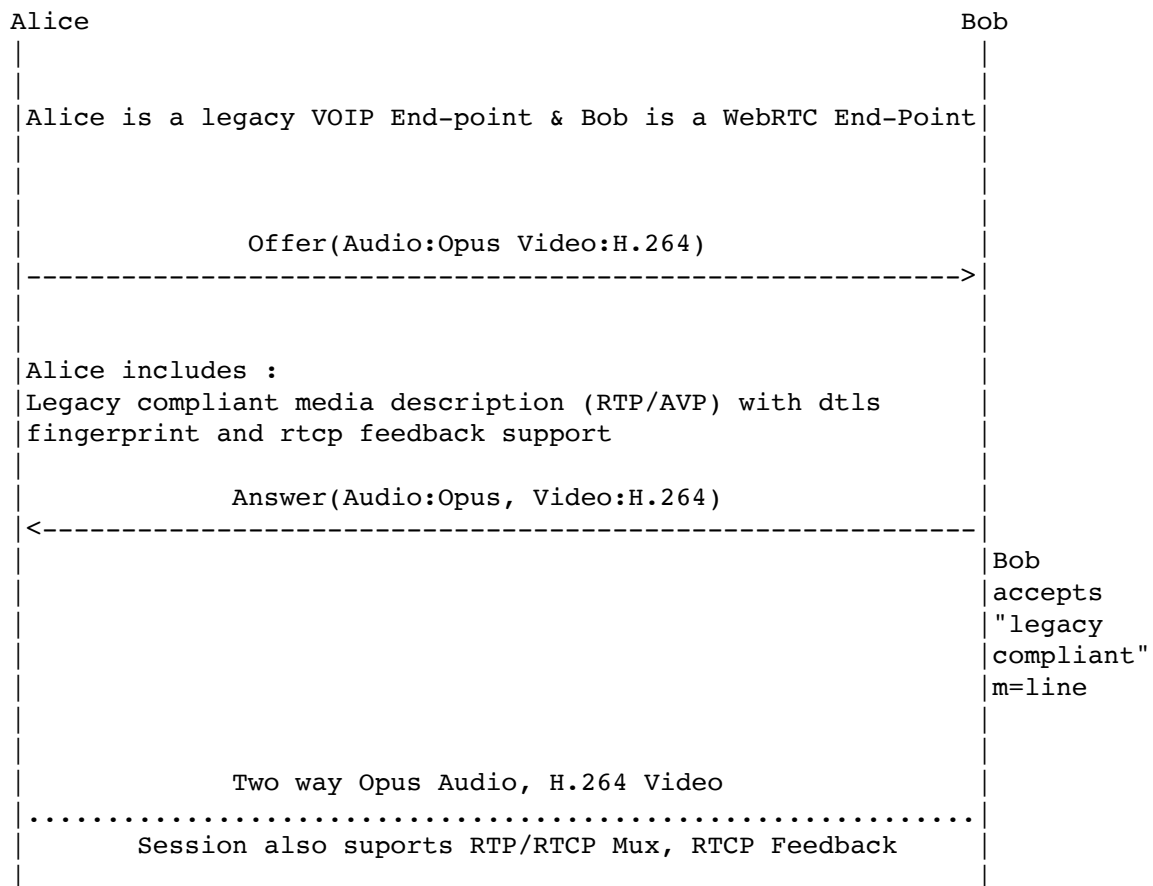 Alice Bob
Alice is a legacy VOIP End-point & Bob is a WebRTC End-Point
Offer(Audio:Opus Video:H.264)
Alice includes :
Legacy compliant media description (RTP/AVP) with dtls
fingerprint and rtcp feedback support
Answer(Audio:Opus, Video:H.264)
Bob
accepts
"legacy
compliant"
m=line
Two way Opus Audio, H.264 Video
Session also suports RTP/RTCP Mux, RTCP Feedback